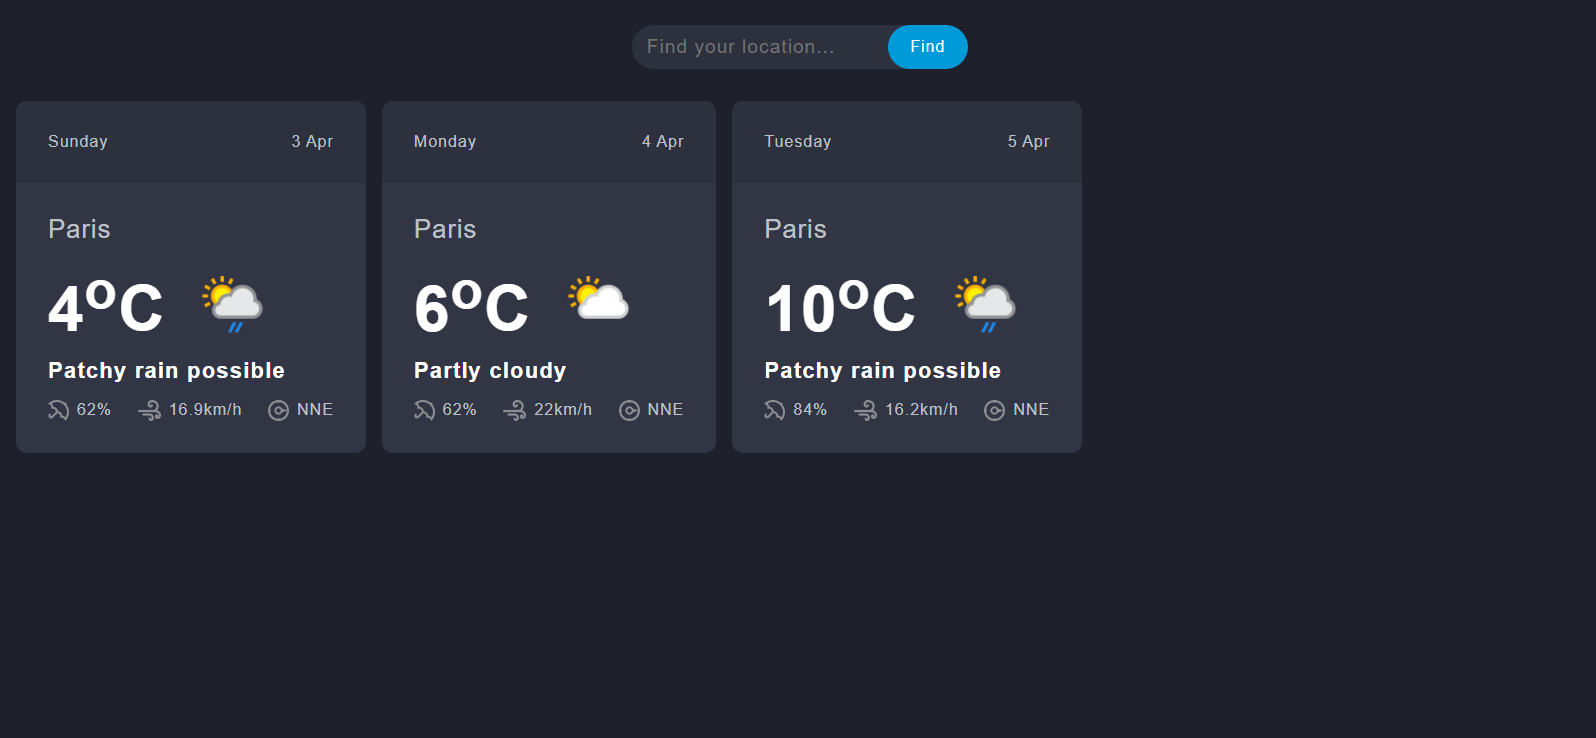 Find your location... Find
Sunday 3 Apr
Paris
4°C
Patchy rain possible
62% 16.9km/h NNE
Monday 4 Apr
Paris
6°C
Partly cloudy
62% 22km/h NNE
Tuesday 5 Apr
Paris
10°C
Patchy rain possible
84% 16.2km/h NNE